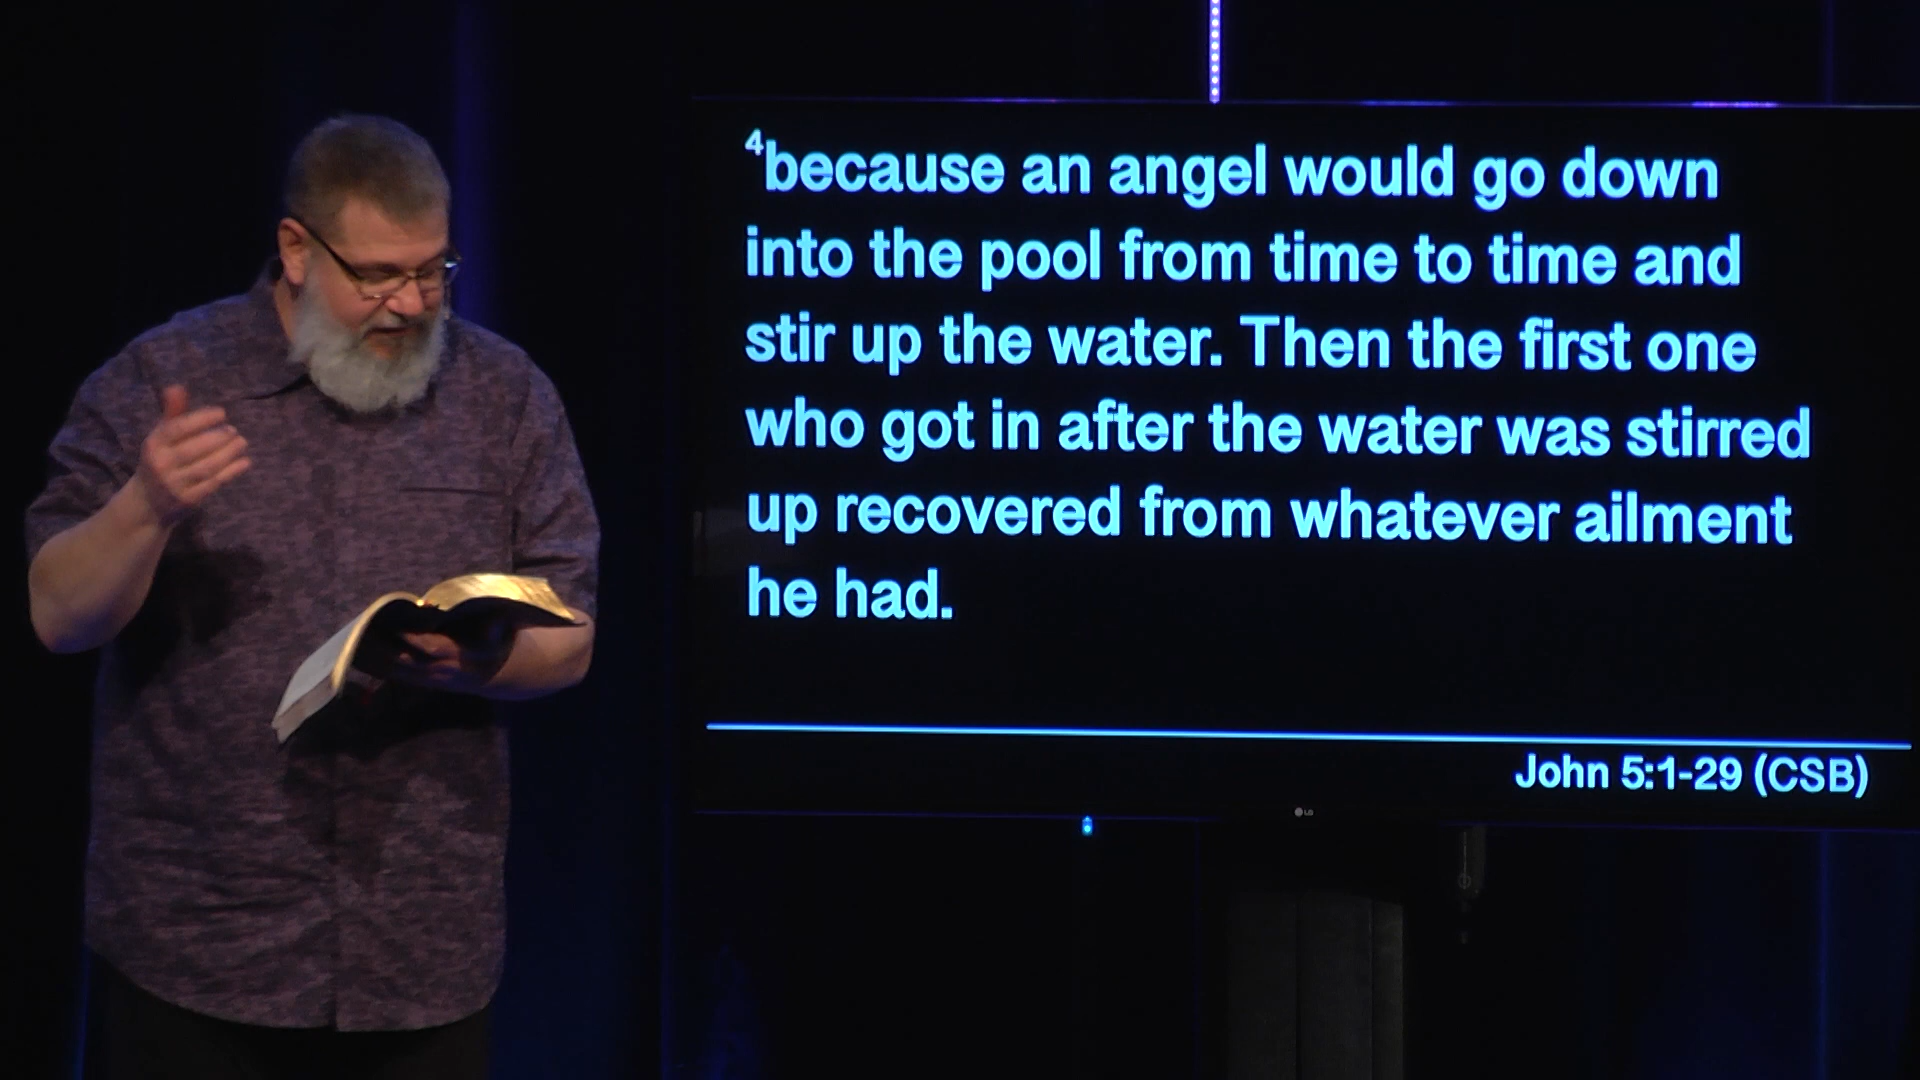 4because an angel would go down
into the pool from time to time and
stir up the water. Then the first one
who got in after the water was stirred
up recovered from whatever ailment
he had.
John 5:1-29 (CSB)
LG